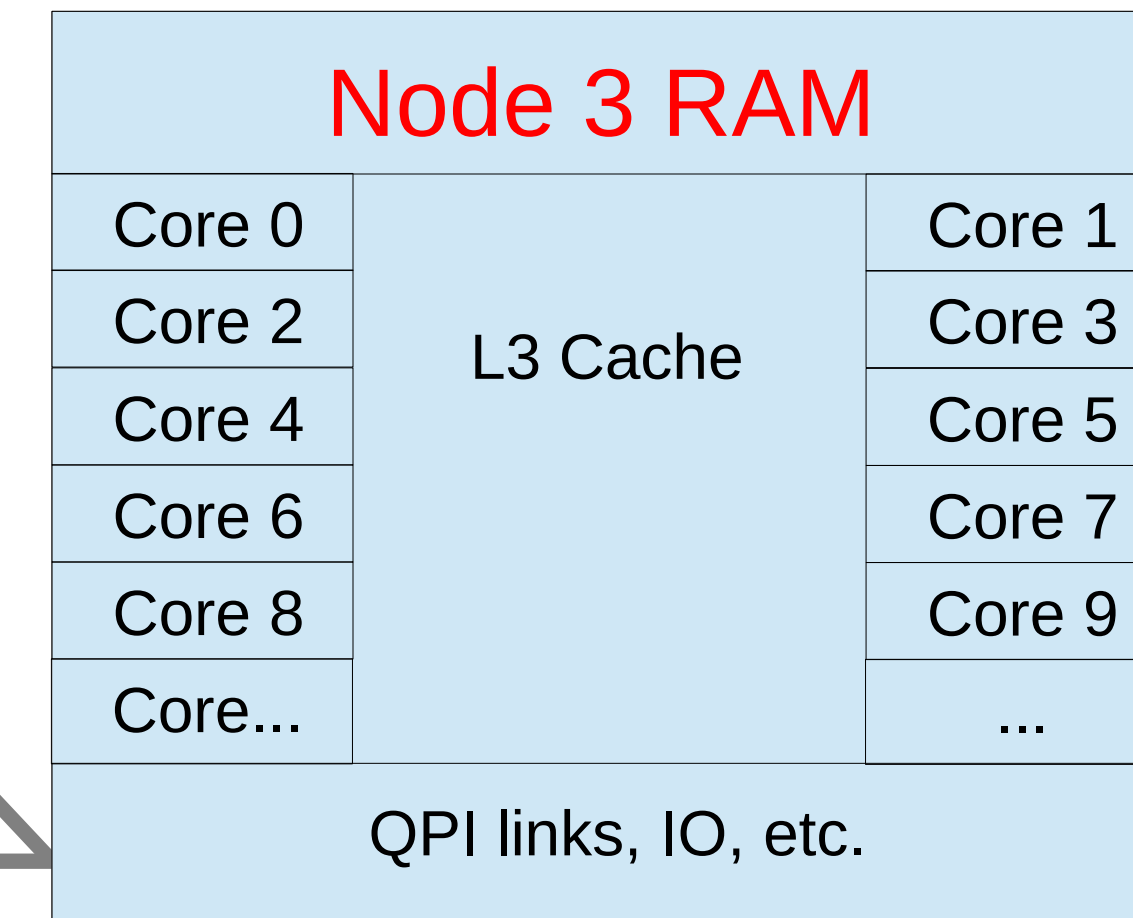 Node 3 RAM
Core 0
Core 1
Core 2
Core 3
L3 Cache
Core 4
Core 5
Core 6
Core 7
Core 8
Core 9
Core...
...
QPI links, IO, etc.